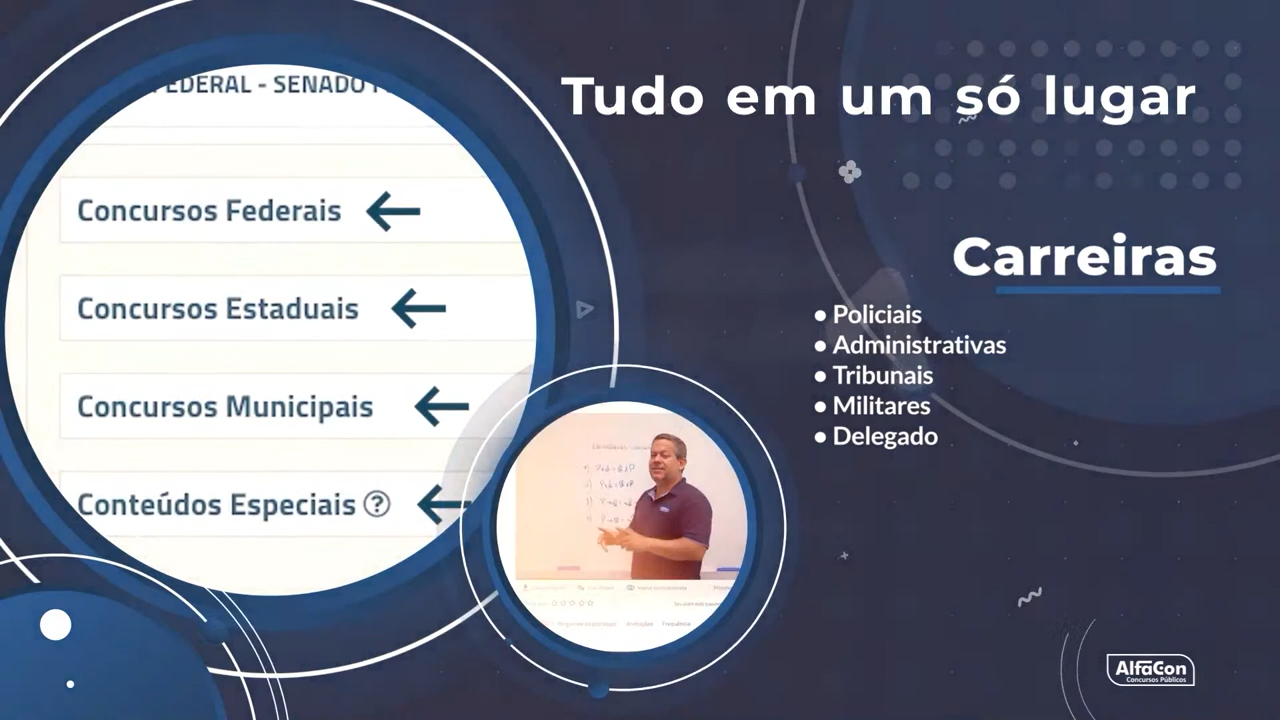 Tudo em um só lugar
FEDERAL - SENADO
Concursos Federais
Concursos Estaduais
Concursos Municipais
Conteúdos Especiais ?
Carreiras
• Policiais
• Administrativas
• Tribunais
• Militares
• Delegado
Frequência
AlfaCon
Concursos Públicos